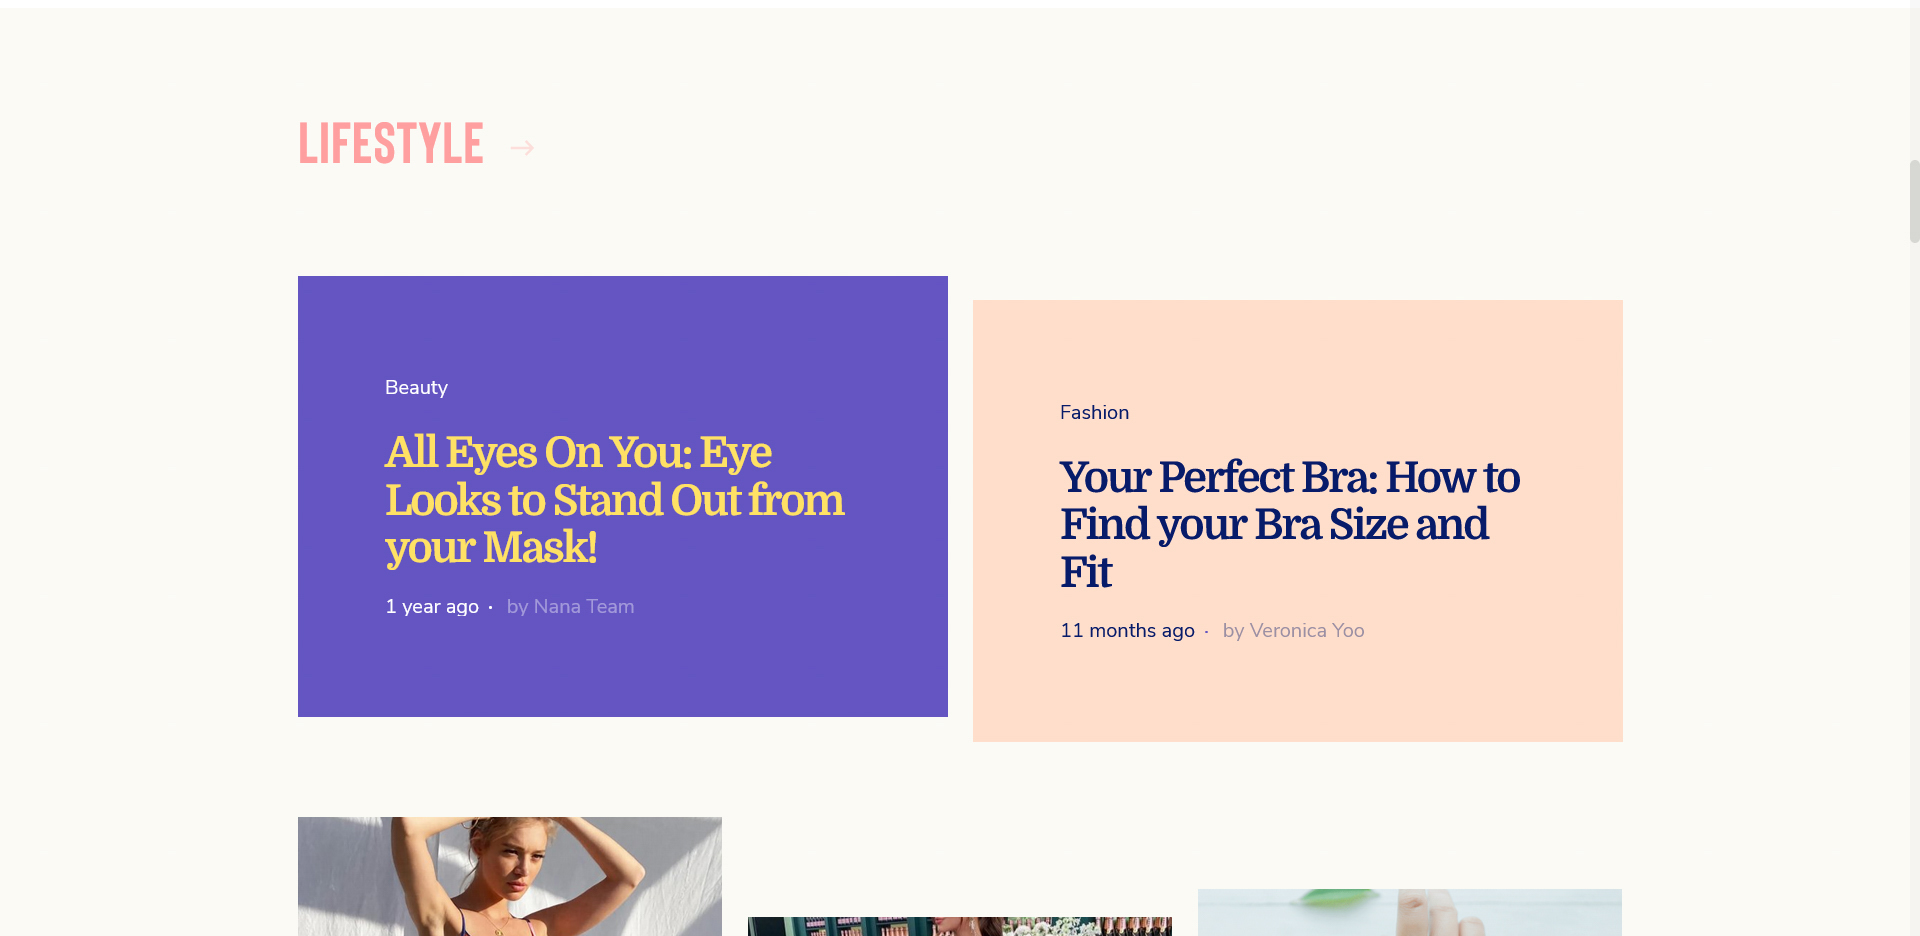 LIFESTYLE →
Beauty
All Eyes On You: Eye
Looks to Stand Out from
your Mask!
1 year ago · by Nana Team
Fashion
Your Perfect Bra: How to
Find your Bra Size and
Fit
11 months ago · by Veronica Yoo